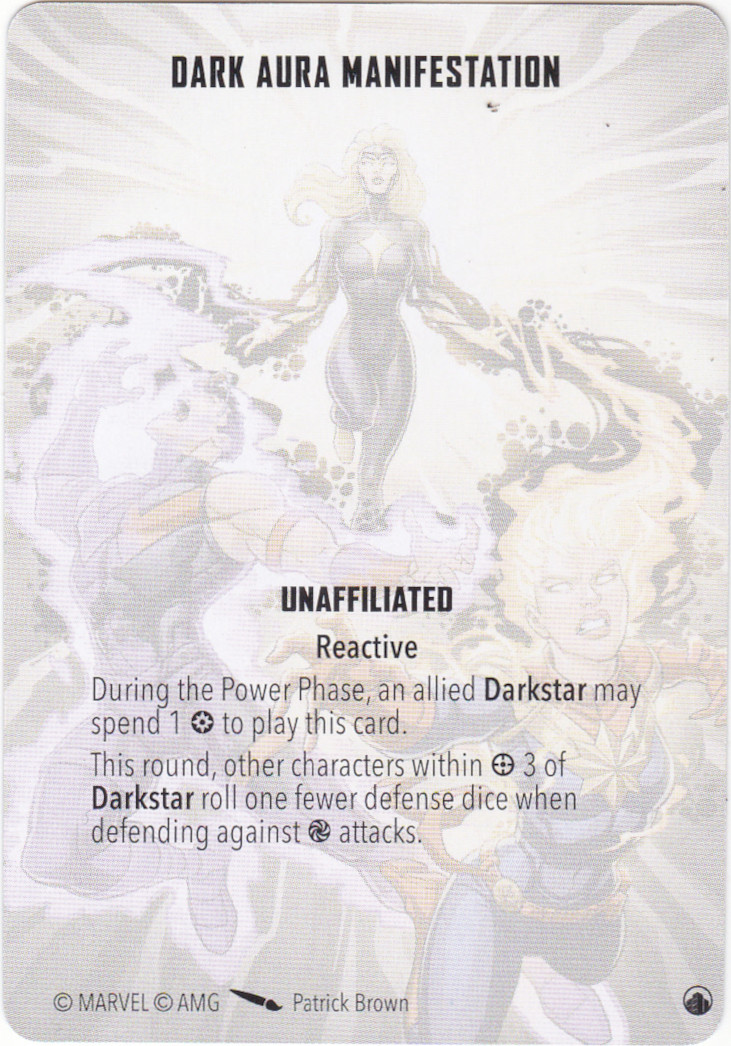 DARK AURA MANIFESTATION
UNAFFILIATED
Reactive
During the Power Phase, an allied Darkstar may
spend 1 to play this card.
This round, other characters within 3 of
Darkstar roll one fewer defense dice when
defending against attacks.
© MARVEL © AMG Patrick Brown